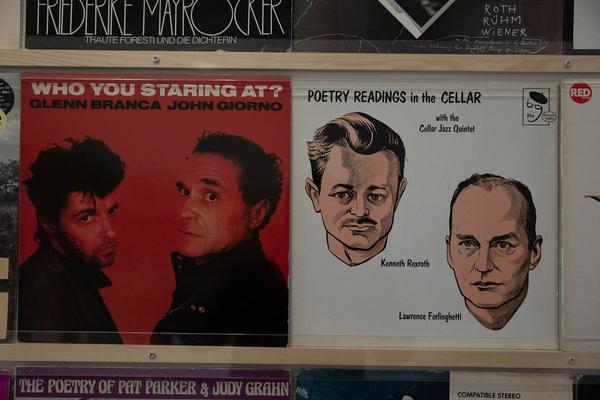 FRIEDERIKE MAYRÖCKER
TRAUTE FORESTI UND DIE DICHTERIN
ROTH
RÜHM
WIENER
WHO YOU STARING AT?
GLENN BRANCA JOHN GIORNO
POETRY READINGS in the CELLAR
with the
Cellar Jazz Quintet
Kenneth Rexroth
Lawrence Ferlinghetti
RED
THE POETRY OF PAT PARKER & JUDY GRAHN
COMPATIBLE STEREO